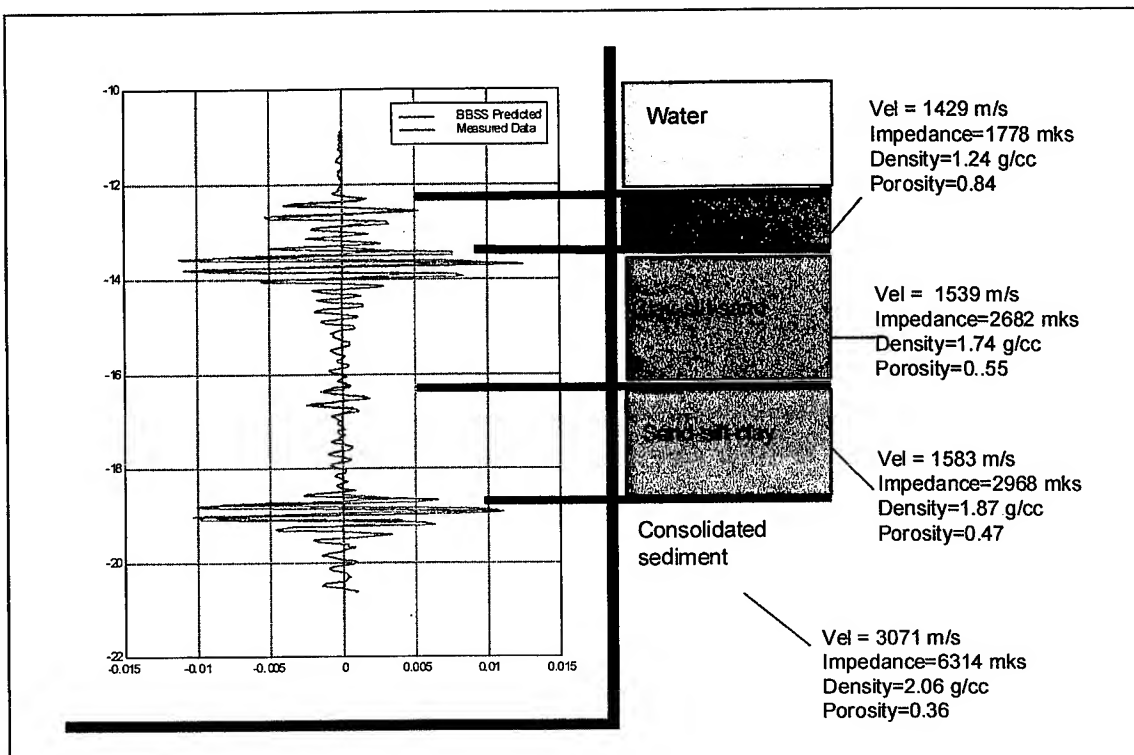 -10
-12
-14
-16
-18
-20
-22
-0.015
-0.01
-0.005
0
0.005
0.01
0.015
BBSS Predicted
Measured Data
Water
Sand-silt-clay
Consolidated
sediment
Vel = 1429 m/s
Impedance=1778 mks
Density=1.24 g/cc
Porosity=0.84
Vel = 1539 m/s
Impedance=2682 mks
Density=1.74 g/cc
Porosity=0..55
Vel = 1583 m/s
Impedance=2968 mks
Density=1.87 g/cc
Porosity=0.47
Vel = 3071 m/s
Impedance=6314 mks
Density=2.06 g/cc
Porosity=0.36